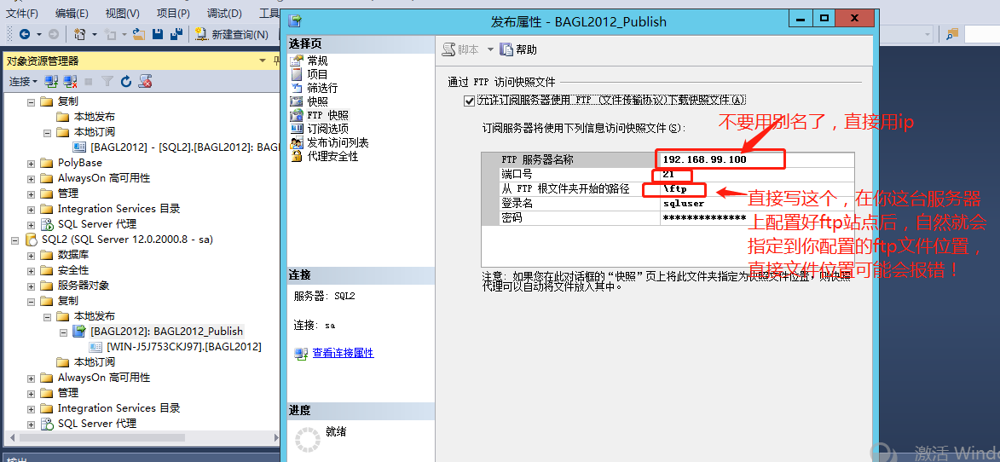 文件(F) 编辑(E) 视图(V) 项目(P) 调试(D) 工具
新建查询(N)
对象资源管理器
连接
复制
本地发布
本地订阅
[BAGL2012] - [SQL2].[BAGL2012]: BAG
PolyBase
AlwaysOn 高可用性
管理
Integration Services 目录
SQL Server 代理
SQL2 (SQL Server 12.0.2000.8 - sa)
数据库
安全性
服务器对象
复制
本地发布
[BAGL2012]: BAGL2012_Publish
[WIN-J5J753CKJ97].[BAGL2012]
本地订阅
AlwaysOn 高可用性
管理
Integration Services 目录
SQL Server 代理
输出
发布属性 - BAGL2012_Publish
选择页
常规
项目
筛选行
快照
FTP 快照
订阅选项
发布访问列表
代理安全性
连接
服务器: SQL2
连接: sa
查看连接属性
进度
就绪
脚本 帮助
通过 FTP 访问快照文件
允许订阅服务器使用 FTP (文件传输协议)下载快照文件(A)
订阅服务器将使用下列信息访问快照文件(S):
不要用别名了，直接用ip
FTP 服务器名称 192.168.99.100
端口号 21
从 FTP 根文件夹开始的路径 \ftp
登录名 sqluser
密码 **************
直接写这个，在你这台服务器
上配置好ftp站点后，自然就会
指定到你配置的ftp文件位置，
直接文件位置可能会报错！
注意: 如果您在此对话框的“快照”页上将此文件夹指定为快照文件位置，则快照
代理可以自动将文件放入其中。
激活 Windo